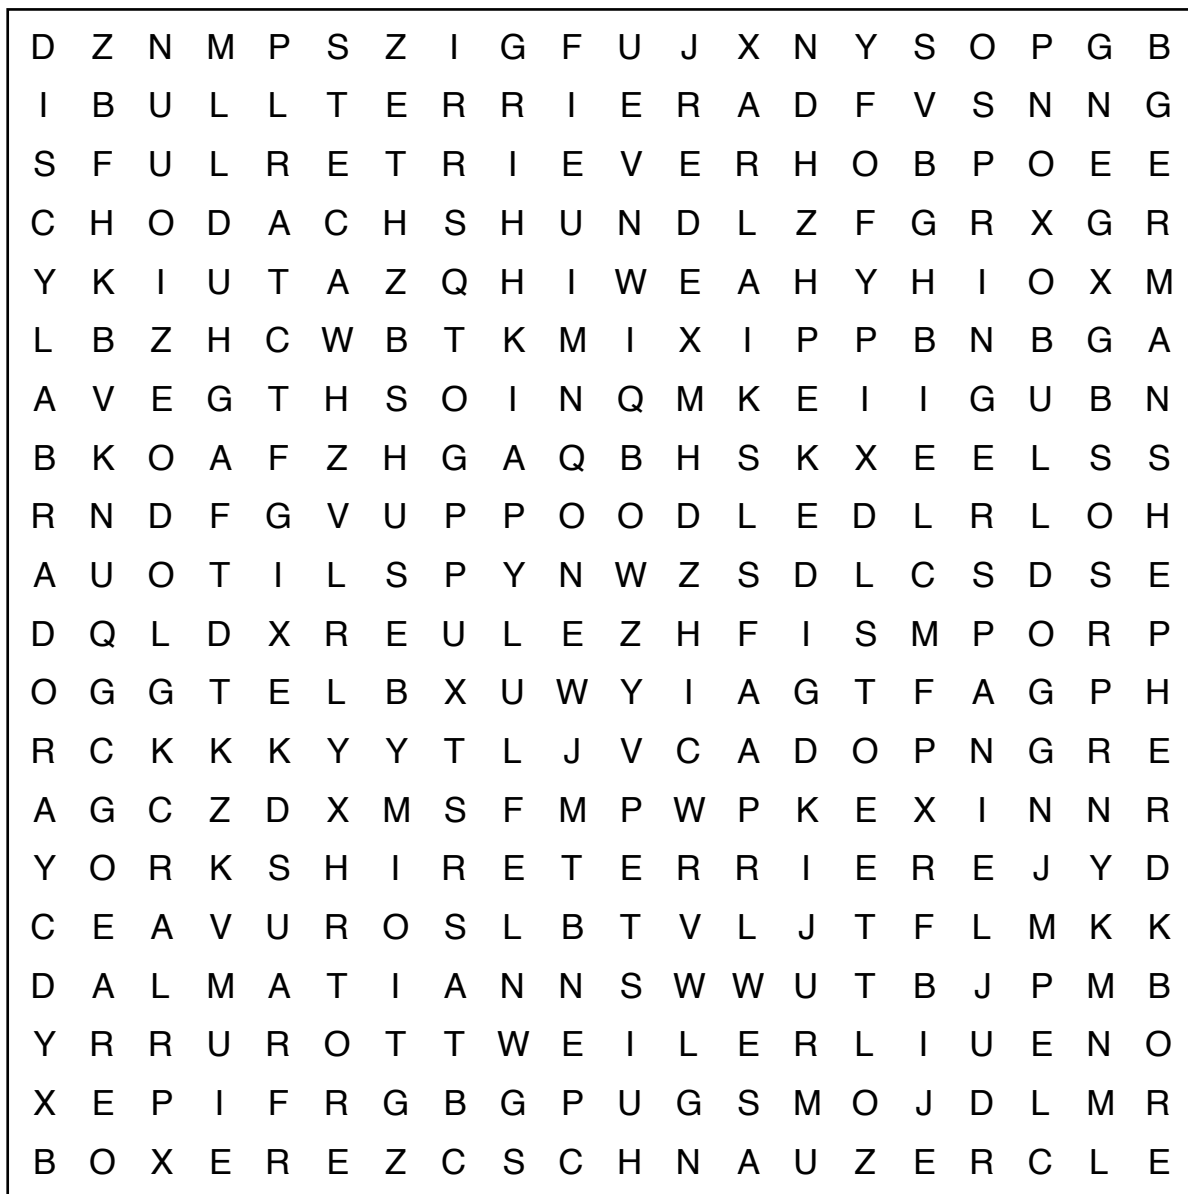 D Z N M P S Z I G F U J X N Y S O P G B
I B U L L T E R R I E R A D F V S N N G
S F U L R E T R I E V E R H O B P O E E
C H O D A C H S H U N D L Z F G R X G R
Y K I U T A Z Q H I W E A H Y H I O X M
L B Z H C W B T K M I X I P P B N B G A
A V E G T H S O I N Q M K E I I G U B N
B K O A F Z H G A Q B H S K X E E L S S
R N D F G V U P P O O D L E D L R L O H
A U O T I L S P Y N W Z S D L C S D S E
D Q L D X R E U L E Z H F I S M P O R P
O G G T E L B X U W Y I A G T F A G P H
R C K K K Y Y T L J V C A D O P N G R E
A G C Z D X M S F M P W P K E X I N N R
Y O R K S H I R E T E R R I E R E J Y D
C E A V U R O S L B T V L J T F L M K K
D A L M A T I A N N S W W U T B J P M B
Y R R U R O T T W E I L E R L I U E N O
X E P I F R G B G P U G S M O J D L M R
B O X E R E Z C S C H N A U Z E R C L E